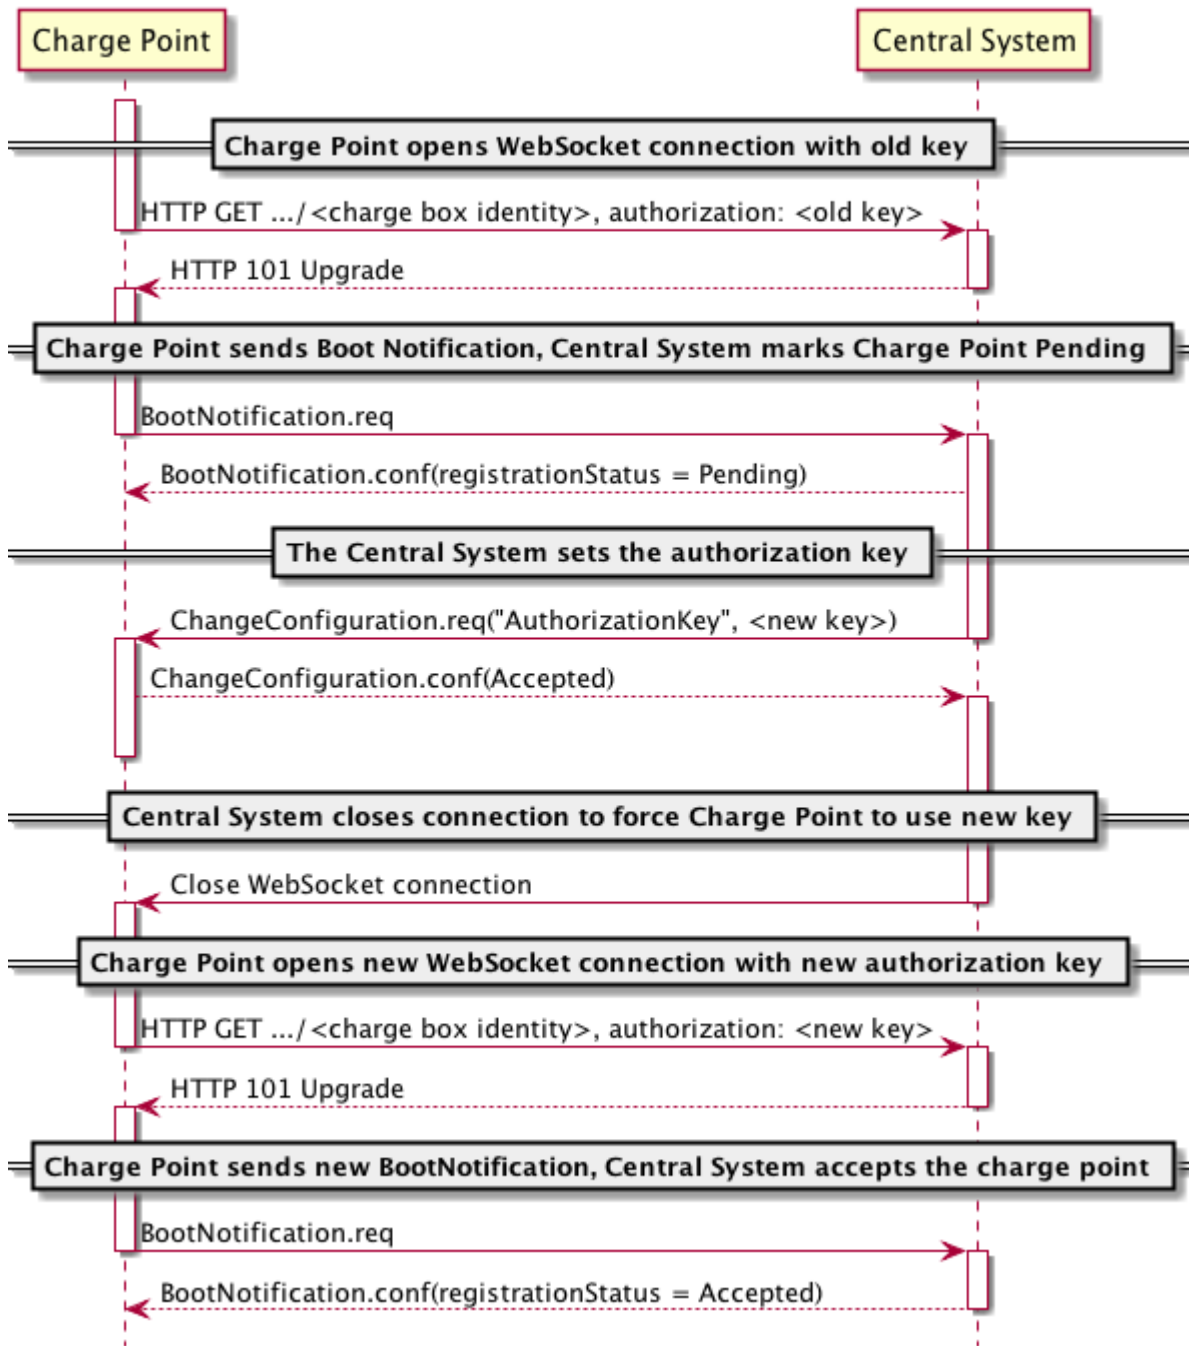 Charge Point
Central System
Charge Point opens WebSocket connection with old key
HTTP GET .../<charge box identity>, authorization: <old key>
HTTP 101 Upgrade
Charge Point sends Boot Notification, Central System marks Charge Point Pending
BootNotification.req
BootNotification.conf(registrationStatus = Pending)
The Central System sets the authorization key
ChangeConfiguration.req("AuthorizationKey", <new key>)
ChangeConfiguration.conf(Accepted)
Central System closes connection to force Charge Point to use new key
Close WebSocket connection
Charge Point opens new WebSocket connection with new authorization key
HTTP GET .../<charge box identity>, authorization: <new key>
HTTP 101 Upgrade
Charge Point sends new BootNotification, Central System accepts the charge point
BootNotification.req
BootNotification.conf(registrationStatus = Accepted)